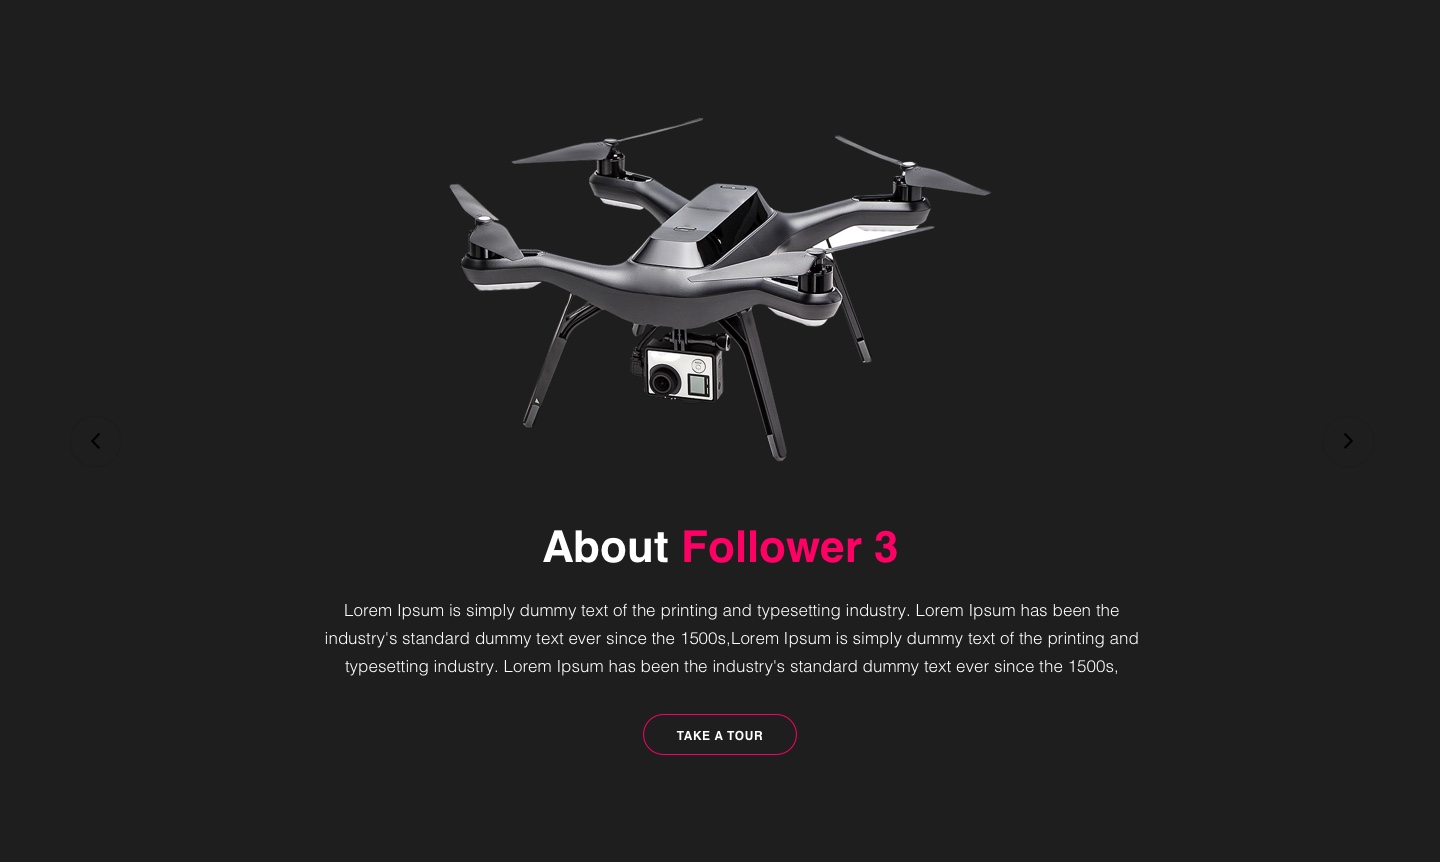 About Follower 3
Lorem Ipsum is simply dummy text of the printing and typesetting industry. Lorem Ipsum has been the
industry's standard dummy text ever since the 1500s,Lorem Ipsum is simply dummy text of the printing and
typesetting industry. Lorem Ipsum has been the industry's standard dummy text ever since the 1500s,
TAKE A TOUR